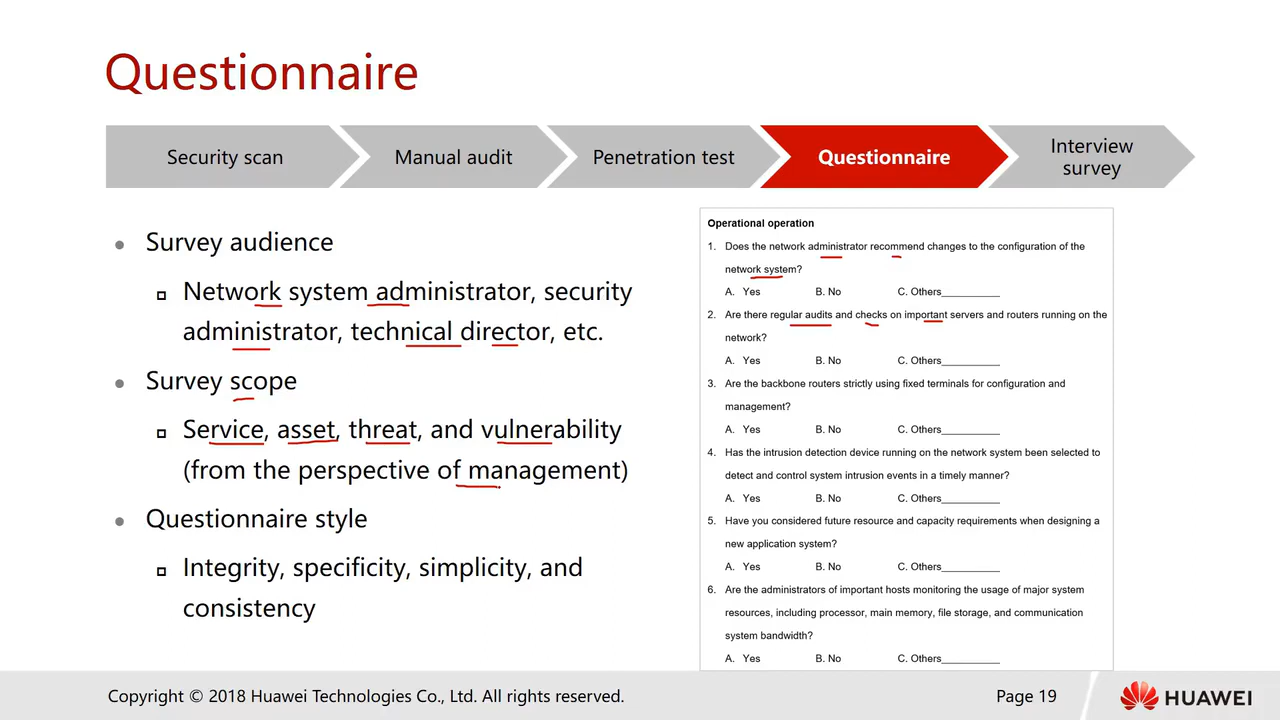 Questionnaire
Security scan
Manual audit
Penetration test
Questionnaire
Interview
survey
Survey audience
Network system administrator, security
administrator, technical director, etc.
Survey scope
Service, asset, threat, and vulnerability
(from the perspective of management)
Questionnaire style
Integrity, specificity, simplicity, and
consistency
Operational operation
1. Does the network administrator recommend changes to the configuration of the
network system?
A. Yes B. No C. Others__________
2. Are there regular audits and checks on important servers and routers running on the
network?
A. Yes B. No C. Others__________
3. Are the backbone routers strictly using fixed terminals for configuration and
management?
A. Yes B. No C. Others__________
4. Has the intrusion detection device running on the network system been selected to
detect and control system intrusion events in a timely manner?
A. Yes B. No C. Others__________
5. Have you considered future resource and capacity requirements when designing a
new application system?
A. Yes B. No C. Others__________
6. Are the administrators of important hosts monitoring the usage of major system
resources, including processor, main memory, file storage, and communication
system bandwidth?
A. Yes B. No C. Others__________
Copyright © 2018 Huawei Technologies Co., Ltd. All rights reserved.
Page 19
HUAWEI